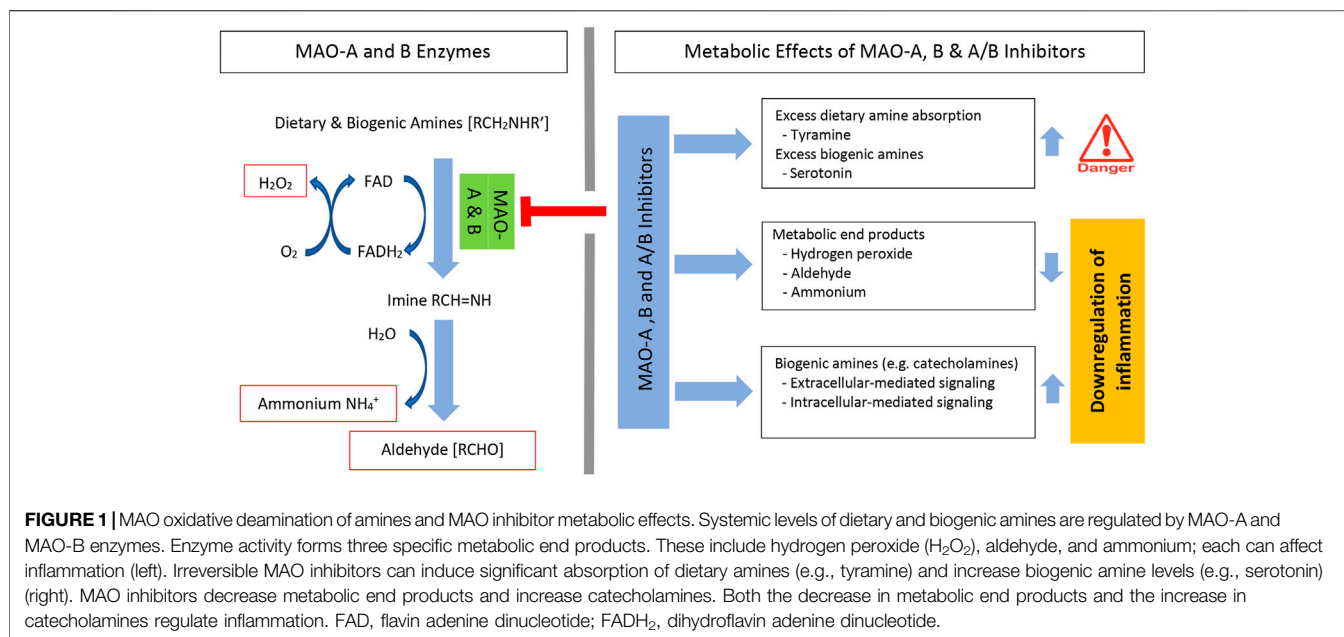 MAO-A and B Enzymes
Dietary & Biogenic Amines [RCH₂NHR’]
H₂O₂
FAD
O₂
FADH₂
MAO-
A & B
Imine RCH=NH
H₂O
Ammonium NH₄⁺
Aldehyde [RCHO]
Metabolic Effects of MAO-A, B & A/B Inhibitors
MAO-A ,B and A/B Inhibitors
Excess dietary amine absorption
- Tyramine
Excess biogenic amines
- Serotonin
Danger
Metabolic end products
- Hydrogen peroxide
- Aldehyde
- Ammonium
Biogenic amines (e.g. catecholamines)
- Extracellular-mediated signaling
- Intracellular-mediated signaling
Downregulation of
inflammation
FIGURE 1 | MAO oxidative deamination of amines and MAO inhibitor metabolic effects. Systemic levels of dietary and biogenic amines are regulated by MAO-A and
MAO-B enzymes. Enzyme activity forms three specific metabolic end products. These include hydrogen peroxide (H₂O₂), aldehyde, and ammonium; each can affect
inflammation (left). Irreversible MAO inhibitors can induce significant absorption of dietary amines (e.g., tyramine) and increase biogenic amine levels (e.g., serotonin)
(right). MAO inhibitors decrease metabolic end products and increase catecholamines. Both the decrease in metabolic end products and the increase in
catecholamines regulate inflammation. FAD, flavin adenine dinucleotide; FADH₂, dihydroflavin adenine dinucleotide.